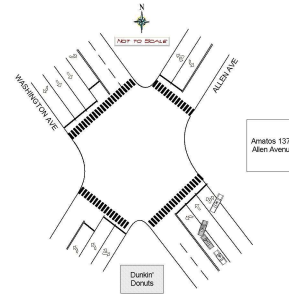 N
NOT TO SCALE
WASHINGTON AVE
ALLEN AVE
Amatos 137
Allen Avenu
Dunkin'
Donuts